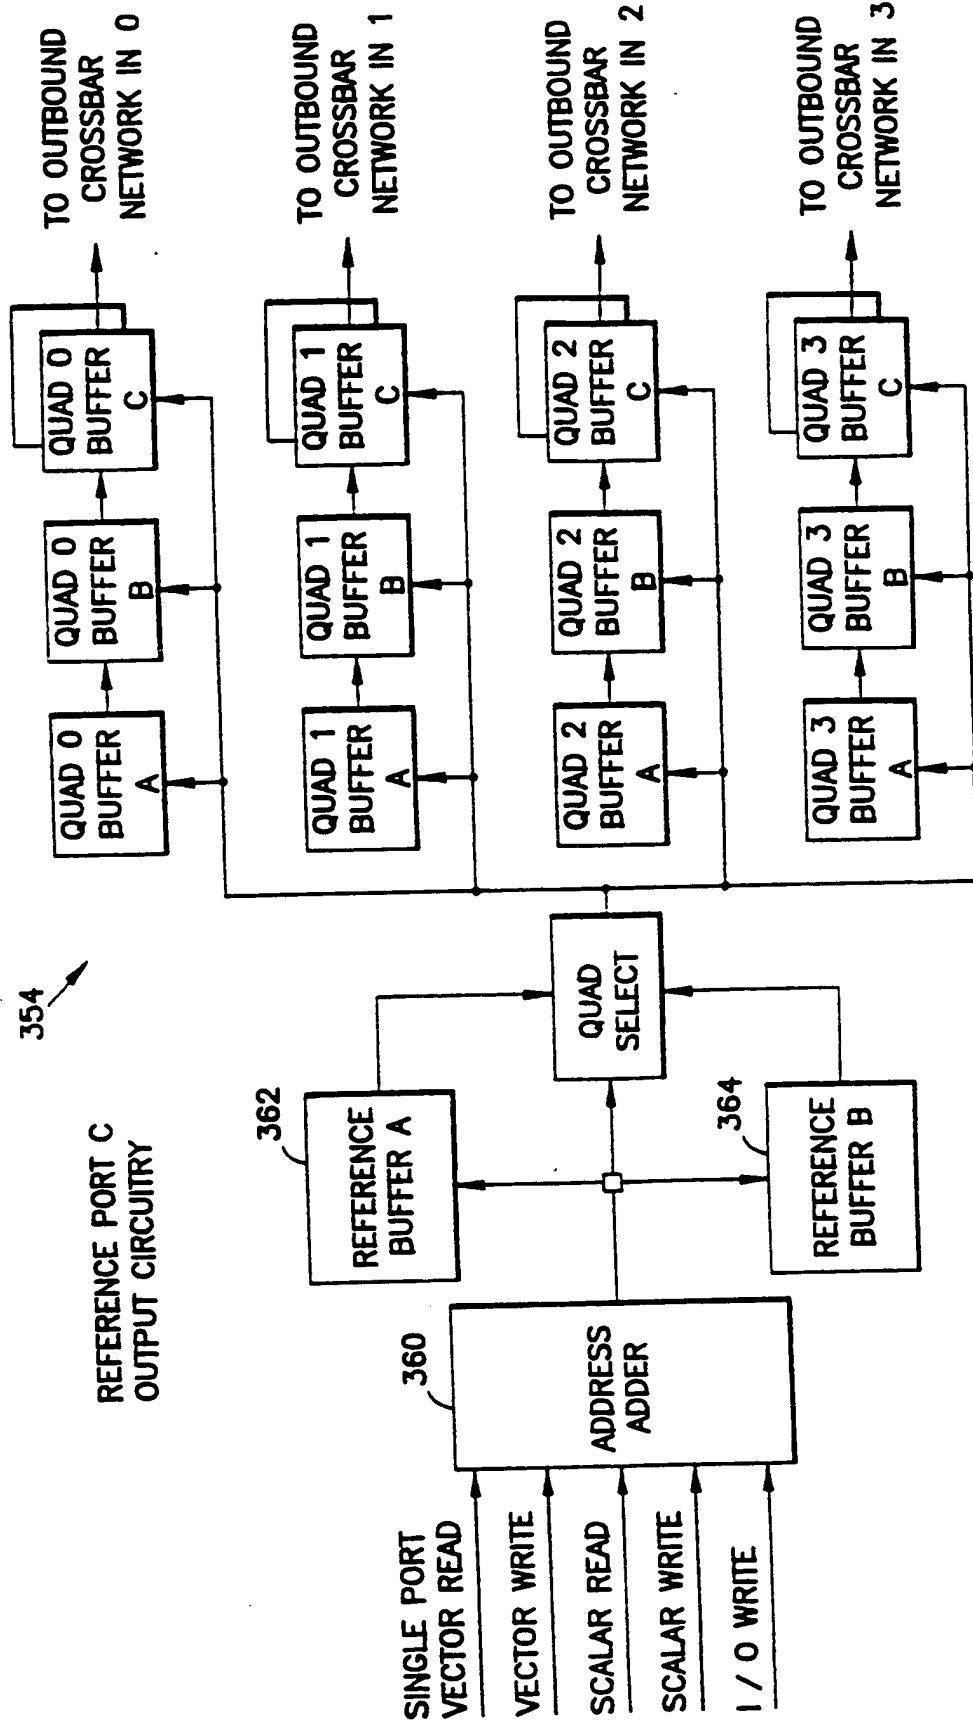 REFERENCE PORT C
OUTPUT CIRCUITRY
354
SINGLE PORT
VECTOR READ
VECTOR WRITE
SCALAR READ
SCALAR WRITE
I / O WRITE
360
ADDRESS
ADDER
362
REFERENCE
BUFFER A
364
REFERENCE
BUFFER B
QUAD
SELECT
QUAD 0
BUFFER
A
QUAD 0
BUFFER
B
QUAD 0
BUFFER
C
TO OUTBOUND
CROSSBAR
NETWORK IN 0
QUAD 1
BUFFER
A
QUAD 1
BUFFER
B
QUAD 1
BUFFER
C
TO OUTBOUND
CROSSBAR
NETWORK IN 1
QUAD 2
BUFFER
A
QUAD 2
BUFFER
B
QUAD 2
BUFFER
C
TO OUTBOUND
CROSSBAR
NETWORK IN 2
QUAD 3
BUFFER
A
QUAD 3
BUFFER
B
QUAD 3
BUFFER
C
TO OUTBOUND
CROSSBAR
NETWORK IN 3